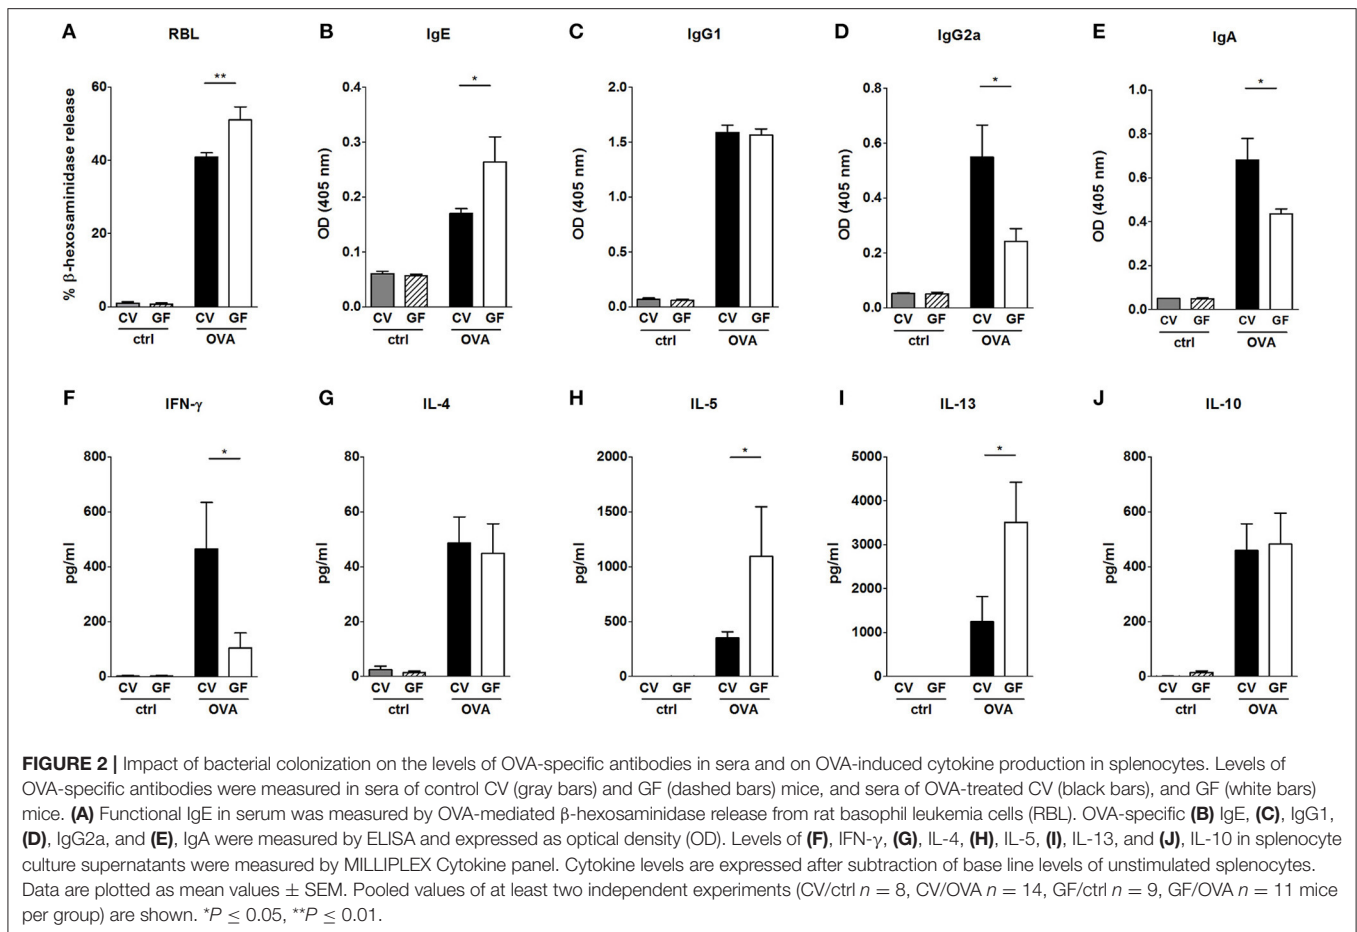 A RBL
% β-hexosaminidase release
60
40
20
0
**
CV GF CV GF
ctrl OVA
B IgE
OD (405 nm)
0.4
0.3
0.2
0.1
0.0
*
CV GF CV GF
ctrl OVA
C IgG1
OD (405 nm)
2.0
1.5
1.0
0.5
0.0
CV GF CV GF
ctrl OVA
D IgG2a
OD (405 nm)
0.8
0.6
0.4
0.2
0.0
*
CV GF CV GF
ctrl OVA
E IgA
OD (405 nm)
1.0
0.8
0.6
0.4
0.2
0.0
*
CV GF CV GF
ctrl OVA
F IFN-γ
pg/ml
800
600
400
200
0
*
CV GF CV GF
ctrl OVA
G IL-4
pg/ml
80
60
40
20
0
CV GF CV GF
ctrl OVA
H IL-5
pg/ml
2000
1500
1000
500
0
*
CV GF CV GF
ctrl OVA
I IL-13
pg/ml
5000
4000
3000
2000
1000
0
*
CV GF CV GF
ctrl OVA
J IL-10
pg/ml
800
600
400
200
0
CV GF CV GF
ctrl OVA
FIGURE 2 | Impact of bacterial colonization on the levels of OVA-specific antibodies in sera and on OVA-induced cytokine production in splenocytes. Levels of
OVA-specific antibodies were measured in sera of control CV (gray bars) and GF (dashed bars) mice, and sera of OVA-treated CV (black bars), and GF (white bars)
mice. (A) Functional IgE in serum was measured by OVA-mediated β-hexosaminidase release from rat basophil leukemia cells (RBL). OVA-specific (B) IgE, (C), IgG1,
(D), IgG2a, and (E), IgA were measured by ELISA and expressed as optical density (OD). Levels of (F), IFN-γ, (G), IL-4, (H), IL-5, (I), IL-13, and (J), IL-10 in splenocyte
culture supernatants were measured by MILLIPLEX Cytokine panel. Cytokine levels are expressed after subtraction of base line levels of unstimulated splenocytes.
Data are plotted as mean values ± SEM. Pooled values of at least two independent experiments (CV/ctrl n = 8, CV/OVA n = 14, GF/ctrl n = 9, GF/OVA n = 11 mice
per group) are shown. *P ≤ 0.05, **P ≤ 0.01.